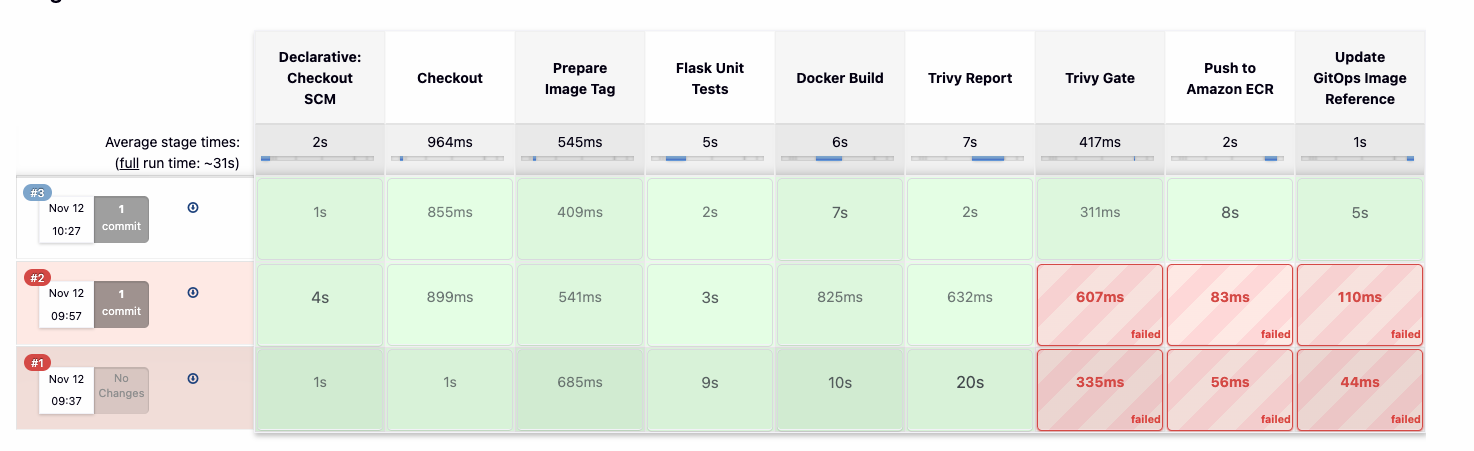 Declarative:
Checkout
SCM
Checkout
Prepare
Image Tag
Flask Unit
Tests
Docker Build
Trivy Report
Trivy Gate
Push to
Amazon ECR
Update
GitOps Image
Reference
Average stage times:
(full run time: ~31s)
2s
964ms
545ms
5s
6s
7s
417ms
2s
1s
#3
Nov 12
10:27
1
commit
1s
855ms
409ms
2s
7s
2s
311ms
8s
5s
#2
Nov 12
09:57
1
commit
4s
899ms
541ms
3s
825ms
632ms
607ms
failed
83ms
failed
110ms
failed
#1
Nov 12
09:37
No
Changes
1s
1s
685ms
9s
10s
20s
335ms
failed
56ms
failed
44ms
failed